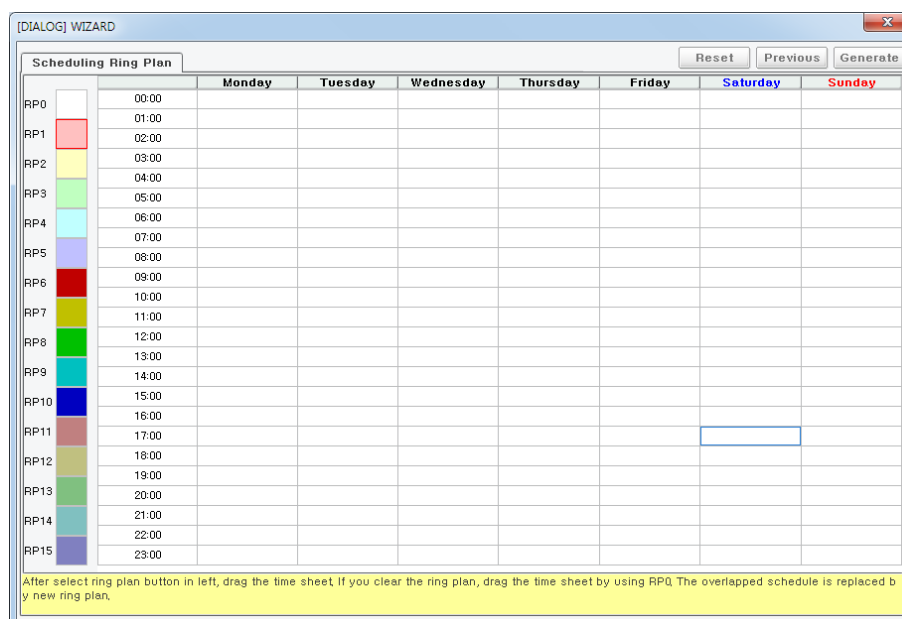 [DIALOG] WIZARD
Scheduling Ring Plan
Reset Previous Generate
Monday Tuesday Wednesday Thursday Friday Saturday Sunday
RP0
RP1
RP2
RP3
RP4
RP5
RP6
RP7
RP8
RP9
RP10
RP11
RP12
RP13
RP14
RP15
00:00
01:00
02:00
03:00
04:00
05:00
06:00
07:00
08:00
09:00
10:00
11:00
12:00
13:00
14:00
15:00
16:00
17:00
18:00
19:00
20:00
21:00
22:00
23:00
After select ring plan button in left, drag the time sheet. If you clear the ring plan, drag the time sheet by using RP0. The overlapped schedule is replaced b
y new ring plan.